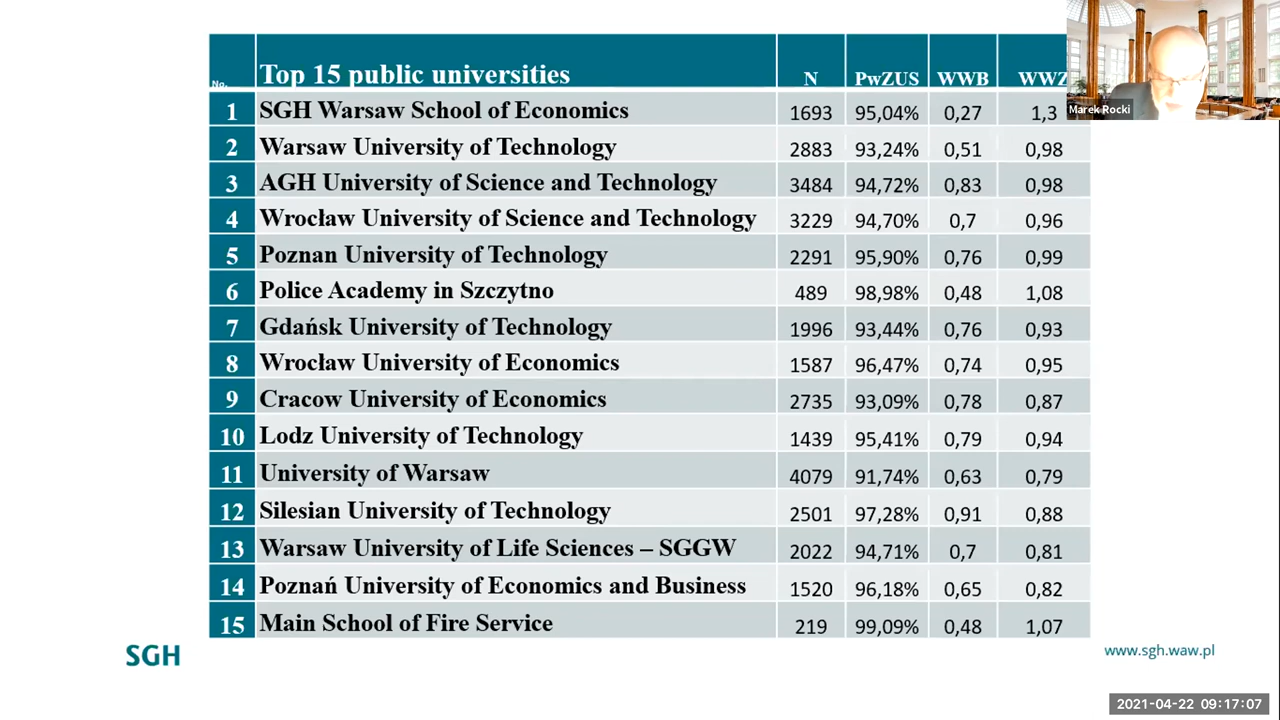 No. Top 15 public universities N PwZUS WWB WWZ
1 SGH Warsaw School of Economics 1693 95,04% 0,27 1,3
2 Warsaw University of Technology 2883 93,24% 0,51 0,98
3 AGH University of Science and Technology 3484 94,72% 0,83 0,98
4 Wrocław University of Science and Technology 3229 94,70% 0,7 0,96
5 Poznan University of Technology 2291 95,90% 0,76 0,99
6 Police Academy in Szczytno 489 98,98% 0,48 1,08
7 Gdańsk University of Technology 1996 93,44% 0,76 0,93
8 Wrocław University of Economics 1587 96,47% 0,74 0,95
9 Cracow University of Economics 2735 93,09% 0,78 0,87
10 Lodz University of Technology 1439 95,41% 0,79 0,94
11 University of Warsaw 4079 91,74% 0,63 0,79
12 Silesian University of Technology 2501 97,28% 0,91 0,88
13 Warsaw University of Life Sciences – SGGW 2022 94,71% 0,7 0,81
14 Poznań University of Economics and Business 1520 96,18% 0,65 0,82
15 Main School of Fire Service 219 99,09% 0,48 1,07
Marek Rocki
SGH
www.sgh.waw.pl
2021-04-22 09:17:07